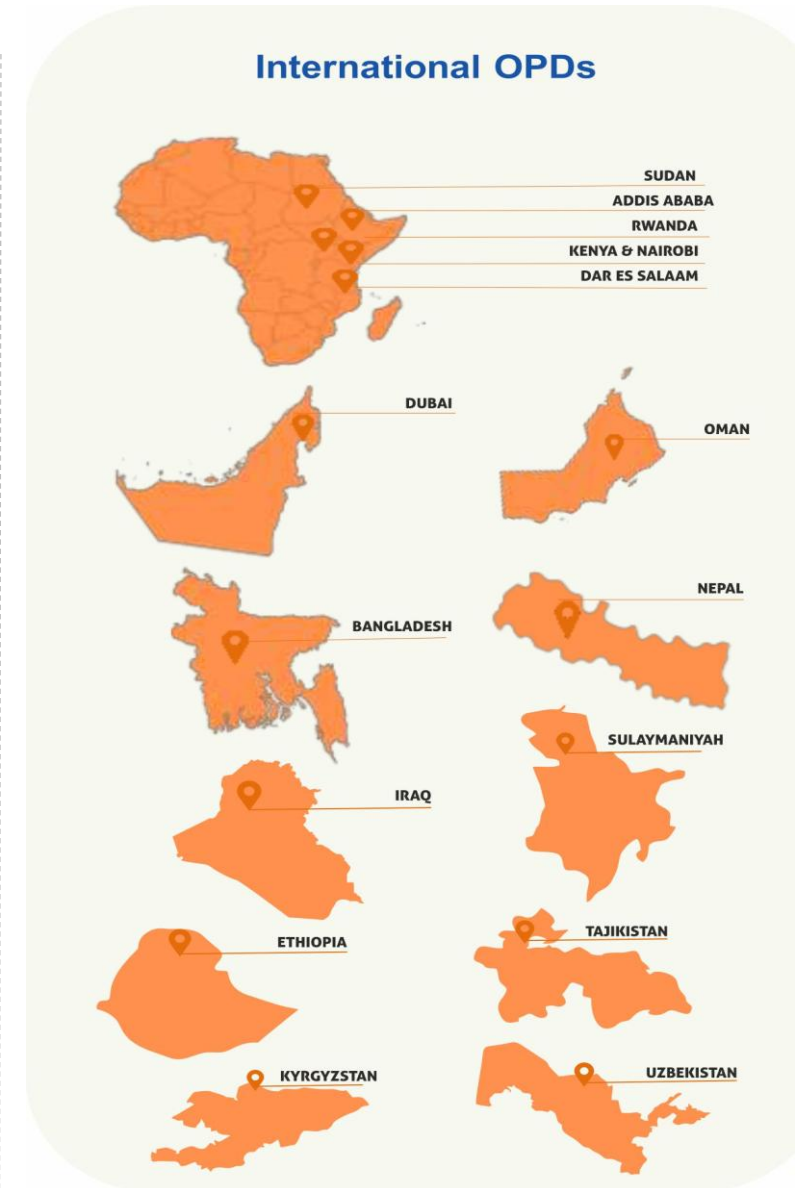 International OPDs
SUDAN
ADDIS ABABA
RWANDA
KENYA & NAIROBI
DAR ES SALAAM
DUBAI
OMAN
NEPAL
BANGLADESH
SULAYMANIYAH
IRAQ
TAJIKISTAN
ETHIOPIA
UZBEKISTAN
KYRGYZSTAN